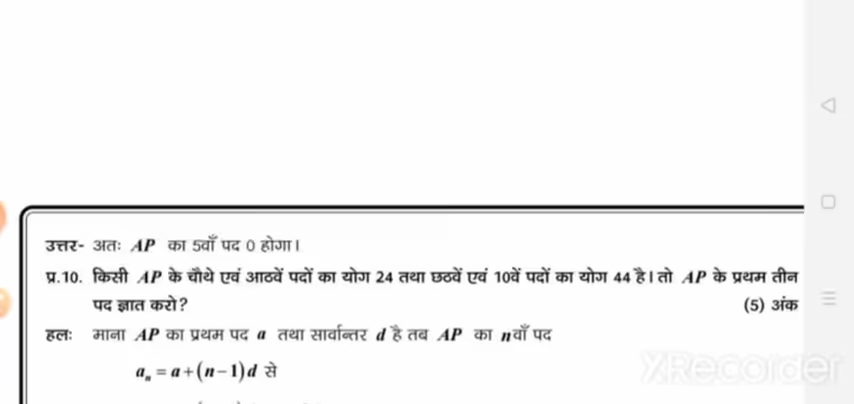 उत्तर- अतः AP का 5वाँ पद 0 होगा।
प्र.10. किसी AP के चौथे एवं आठवें पदों का योग 24 तथा छठवें एवं 10वें पदों का योग 44 है। तो AP के प्रथम तीन
पद ज्ञात करो? (5) अंक
हलः माना AP का प्रथम पद a तथा सार्वान्तर d है तब AP का nवाँ पद
aₙ = a + (n − 1) d से
XRecorder